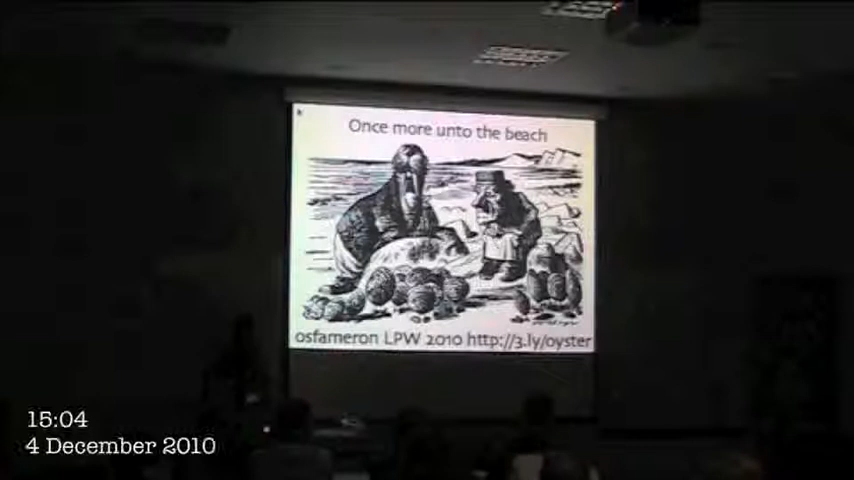 Once more unto the beach
osfameron LPW 2010 http://3.ly/oyster
15:04
4 December 2010